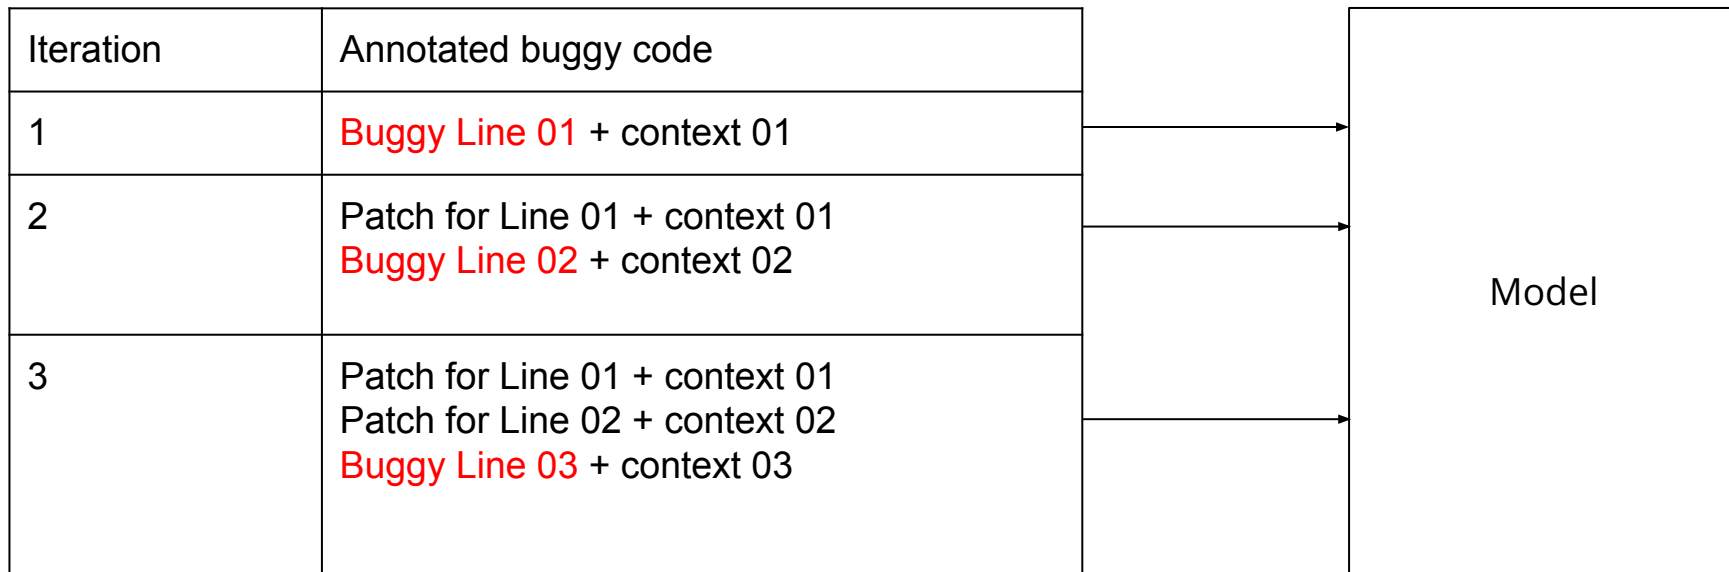 Iteration
Annotated buggy code
1
Buggy Line 01 + context 01
2
Patch for Line 01 + context 01
Buggy Line 02 + context 02
3
Patch for Line 01 + context 01
Patch for Line 02 + context 02
Buggy Line 03 + context 03
Model